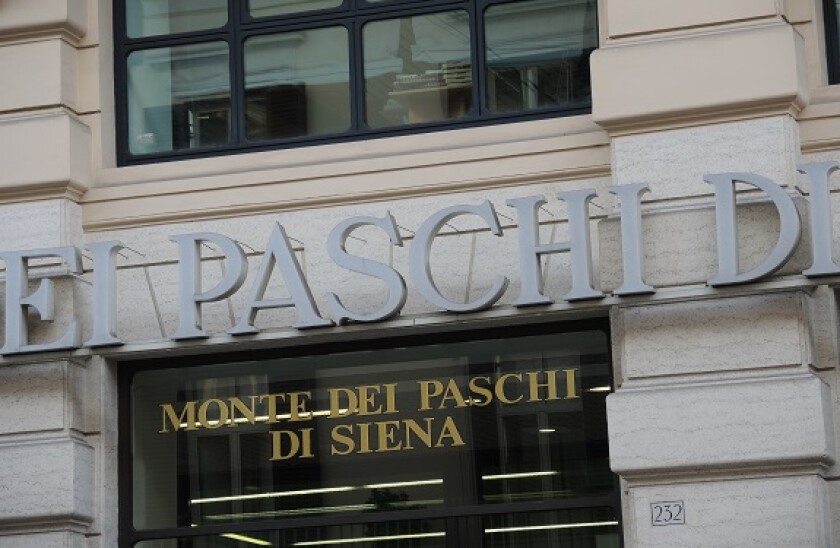 EI PASCHI DI
MONTE DEI PASCHI
DI SIENA
232